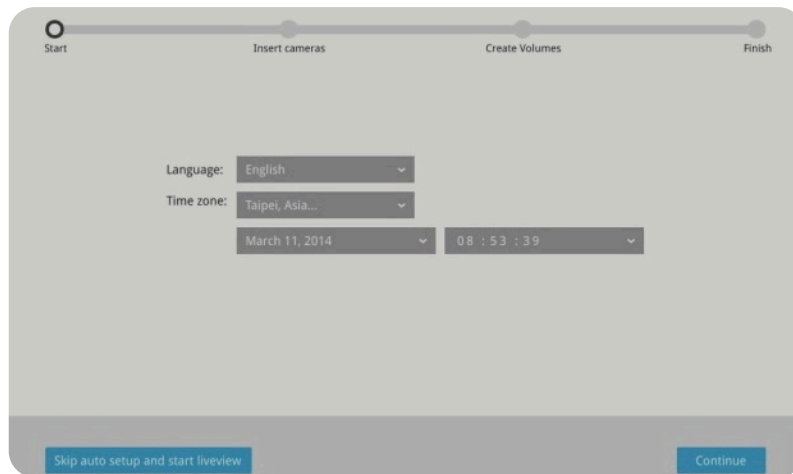 Start Insert cameras Create Volumes Finish
Language: English
Time zone: Taipei, Asia...
March 11, 2014 08 : 53 : 39
Skip auto setup and start liveview Continue